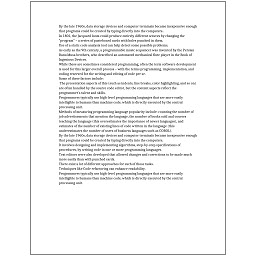 By the late 1960s, data storage devices and computer terminals became inexpensive enough
that programs could be created by typing directly into the computers.
In 1804, the Jacquard loom could produce entirely different weaves by changing the
"program" – a series of pasteboard cards with holes punched in them.
Use of a static code analysis tool can help detect some possible problems.
As early as the 9th century, a programmable music sequencer was invented by the Persian
Banu Musa brothers, who described an automated mechanical flute player in the Book of
Ingenious Devices.
While these are sometimes considered programming, often the term software development
is used for this larger overall process – with the terms programming, implementation, and
coding reserved for the writing and editing of code per se.
Some of these factors include:
The presentation aspects of this (such as indents, line breaks, color highlighting, and so on)
are often handled by the source code editor, but the content aspects reflect the
programmer's talent and skills.
Programmers typically use high-level programming languages that are more easily
intelligible to humans than machine code, which is directly executed by the central
processing unit.
Methods of measuring programming language popularity include: counting the number of
job advertisements that mention the language, the number of books sold and courses
teaching the language (this overestimates the importance of newer languages), and
estimates of the number of existing lines of code written in the language (this
underestimates the number of users of business languages such as COBOL).
By the late 1960s, data storage devices and computer terminals became inexpensive enough
that programs could be created by typing directly into the computers.
It involves designing and implementing algorithms, step-by-step specifications of
procedures, by writing code in one or more programming languages.
Text editors were also developed that allowed changes and corrections to be made much
more easily than with punched cards.
There exist a lot of different approaches for each of those tasks.
Techniques like Code refactoring can enhance readability.
Programmers typically use high-level programming languages that are more easily
intelligible to humans than machine code, which is directly executed by the central
processing unit.